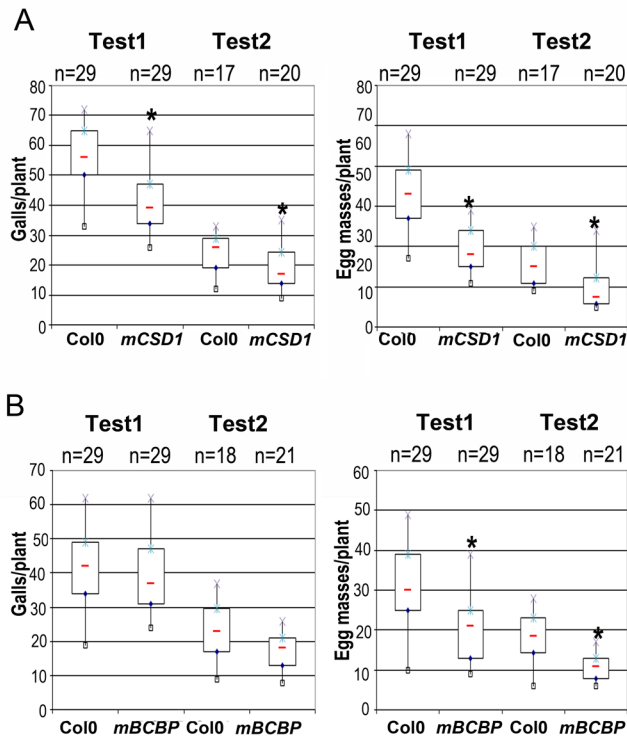 A
Test1 Test2
n=29 n=29 n=17 n=20
Galls/plant
80
70
60
50
40
30
20
10
0
* *
Col0 mCSD1 Col0 mCSD1
Test1 Test2
n=29 n=29 n=17 n=20
Egg masses/plant
80
70
60
50
40
30
20
10
0
* *
Col0 mCSD1 Col0 mCSD1
B
Test1 Test2
n=29 n=29 n=18 n=21
Galls/plant
70
60
50
40
30
20
10
0
Col0 mBCBP Col0 mBCBP
Test1 Test2
n=29 n=29 n=18 n=21
Egg masses/plant
60
50
40
30
20
10
0
* *
Col0 mBCBP Col0 mBCBP